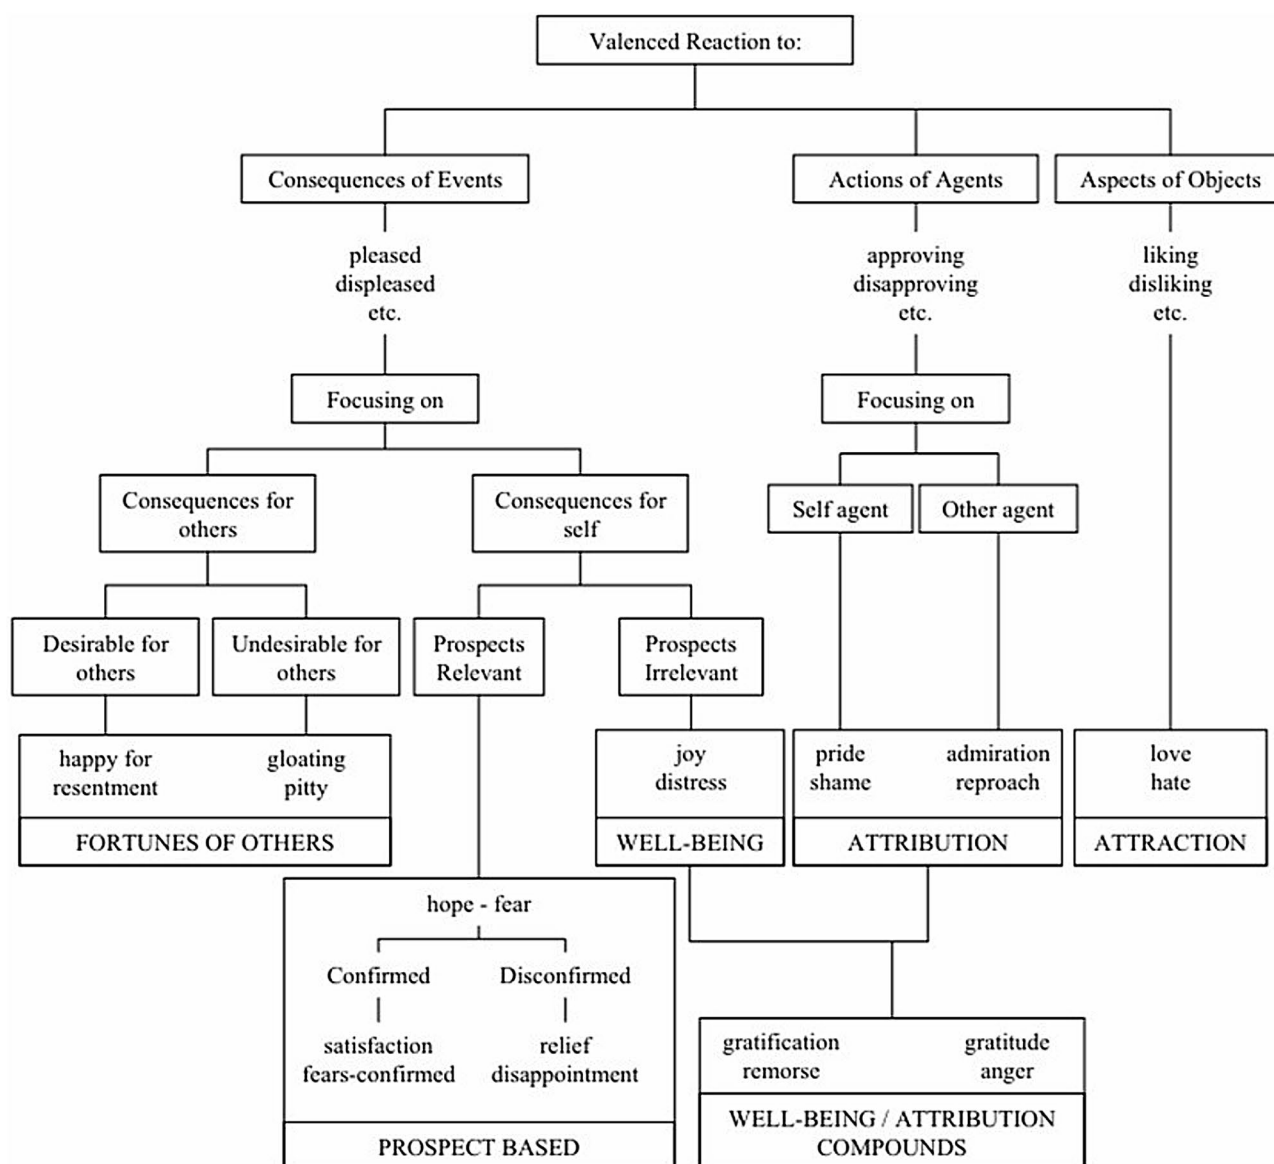 Valenced Reaction to:
Consequences of Events
Actions of Agents
Aspects of Objects
pleased
displeased
etc.
approving
disapproving
etc.
liking
disliking
etc.
Focusing on
Focusing on
Consequences for
others
Consequences for
self
Self agent
Other agent
Desirable for
others
Undesirable for
others
Prospects
Relevant
Prospects
Irrelevant
happy for
resentment
gloating
pitty
FORTUNES OF OTHERS
joy
distress
WELL-BEING
pride
shame
admiration
reproach
ATTRIBUTION
love
hate
ATTRACTION
hope - fear
Confirmed
Disconfirmed
satisfaction
fears-confirmed
relief
disappointment
PROSPECT BASED
gratification
remorse
gratitude
anger
WELL-BEING / ATTRIBUTION
COMPOUNDS